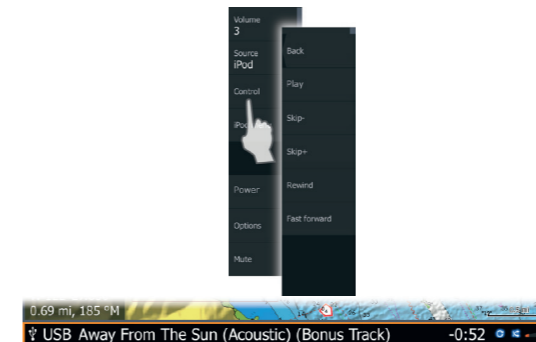 Volume
3
Source
iPod
Control
Power
Options
Mute
Back
Play
Skip-
Skip+
Rewind
Fast forward
0.69 mi, 185 °M
USB Away From The Sun (Acoustic) (Bonus Track) -0:52